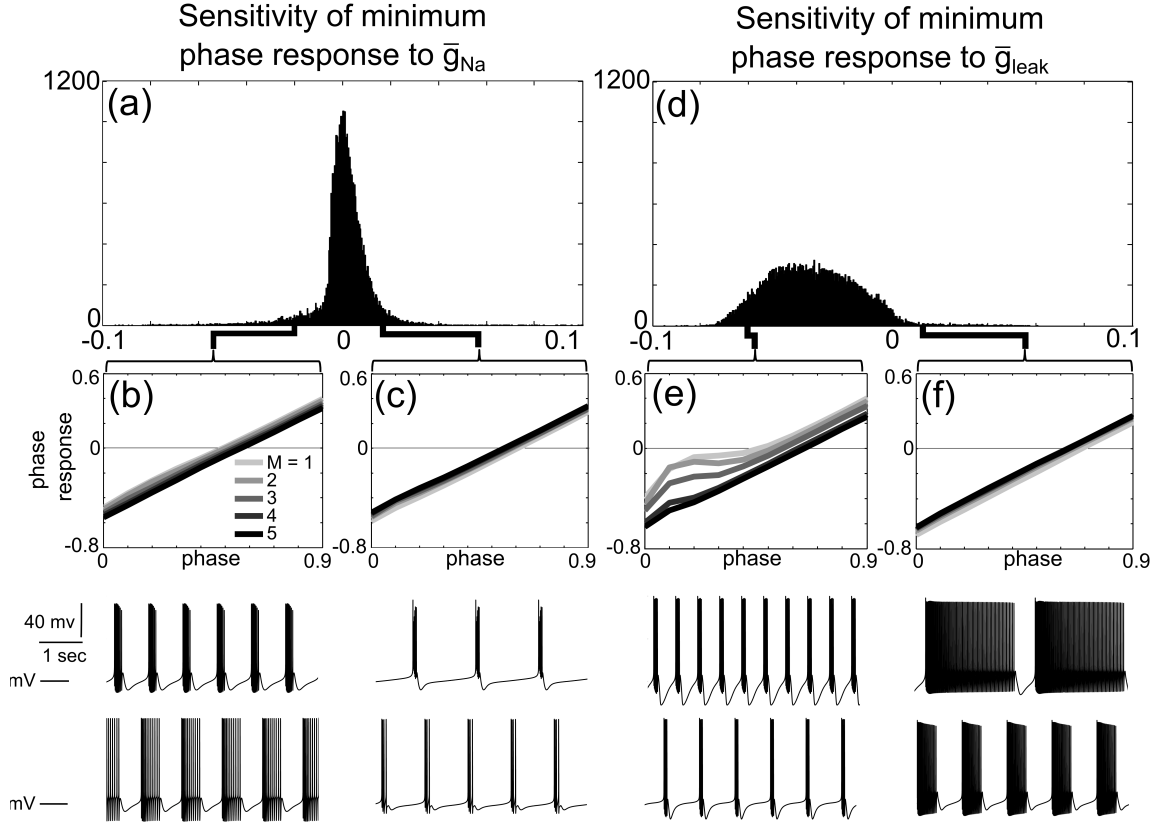 Sensitivity of minimum
phase response to g̅Na
Sensitivity of minimum
phase response to g̅leak
1200
(a)
0
-0.1
0
0.1
1200
(d)
0
-0.1
0
0.1
phase
response
0.6
(b)
0
M = 1
2
3
4
5
-0.8
0
phase
0.9
0.6
(c)
0
-0.8
0
phase
0.9
0.6
(e)
0
-0.8
0
phase
0.9
0.6
(f)
0
-0.8
0
phase
0.9
40 mv
1 sec
mV
mV